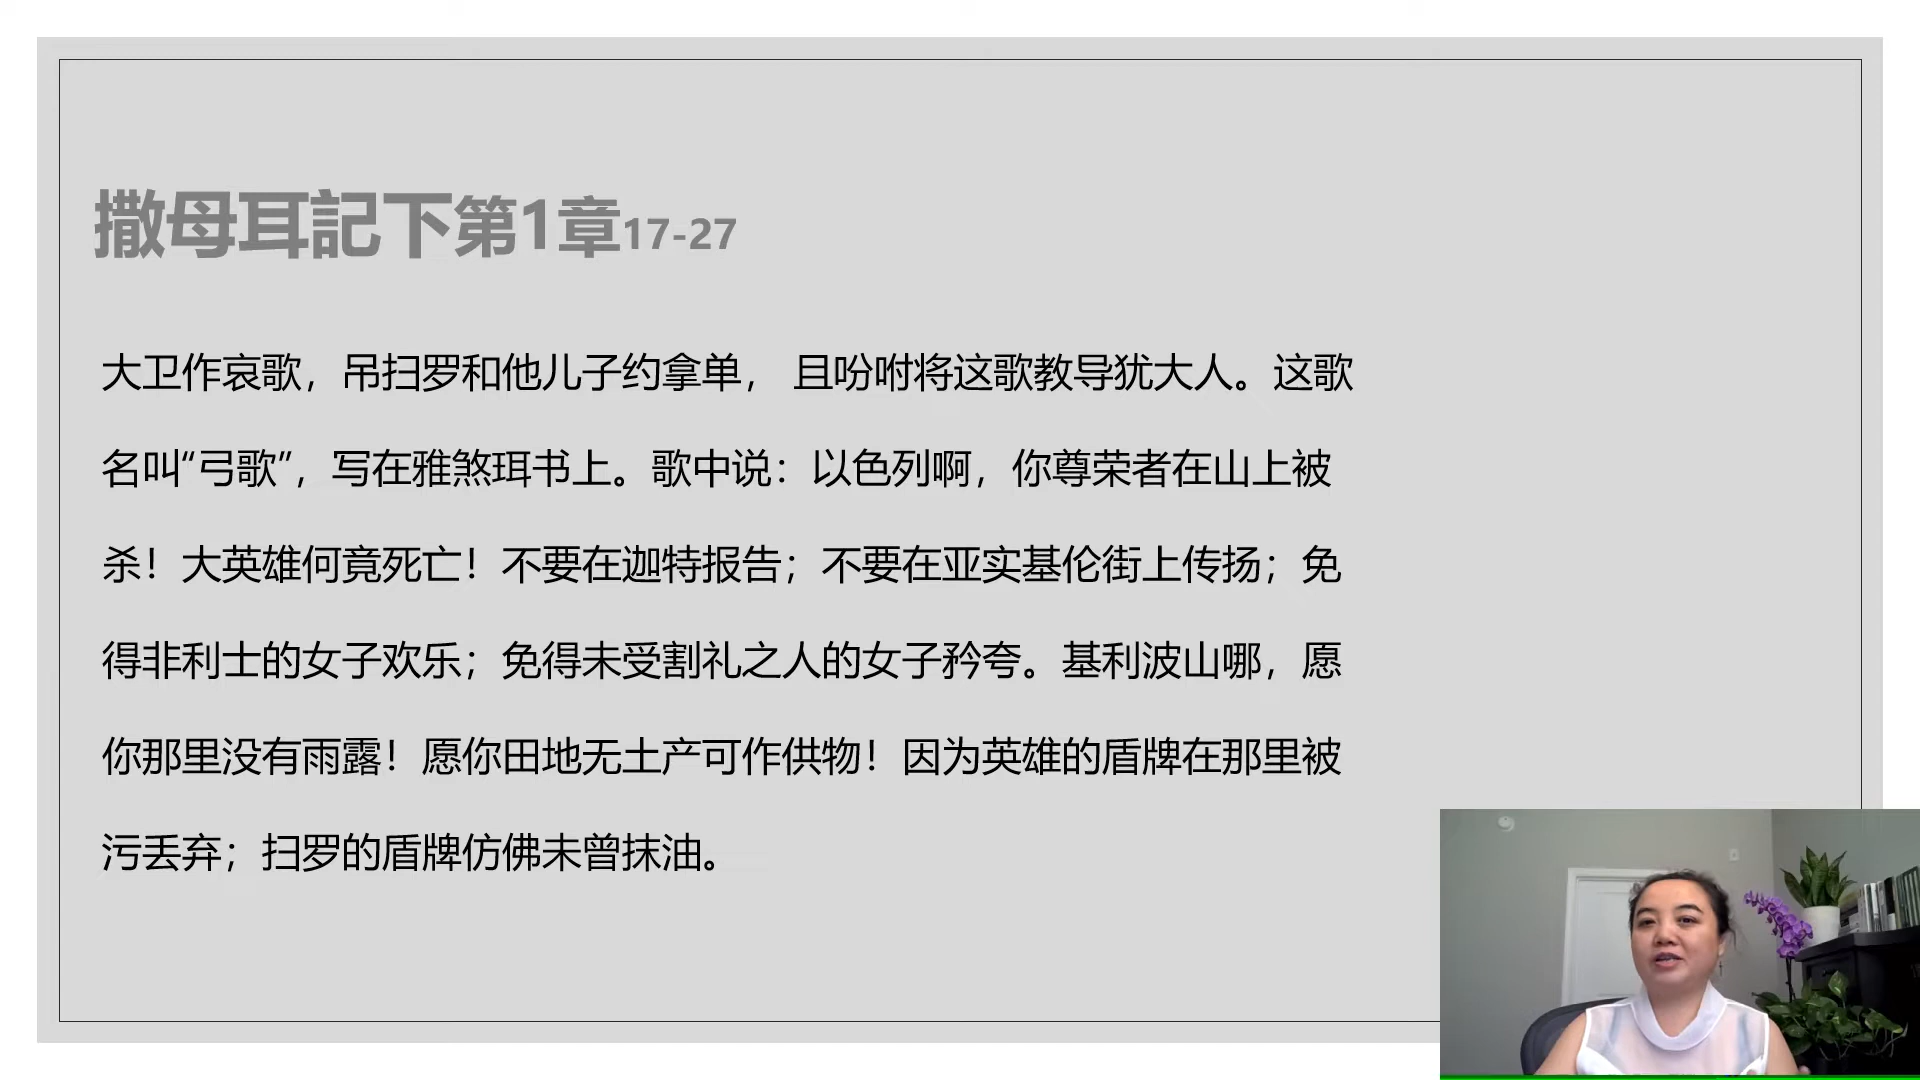 撒母耳記下第1章17-27
大卫作哀歌，吊扫罗和他儿子约拿单， 且吩咐将这歌教导犹大人。这歌
名叫“弓歌”，写在雅煞珥书上。歌中说：以色列啊，你尊荣者在山上被
杀！大英雄何竟死亡！不要在迦特报告；不要在亚实基伦街上传扬；免
得非利士的女子欢乐；免得未受割礼之人的女子矜夸。基利波山哪，愿
你那里没有雨露！愿你田地无土产可作供物！因为英雄的盾牌在那里被
污丢弃；扫罗的盾牌仿佛未曾抹油。